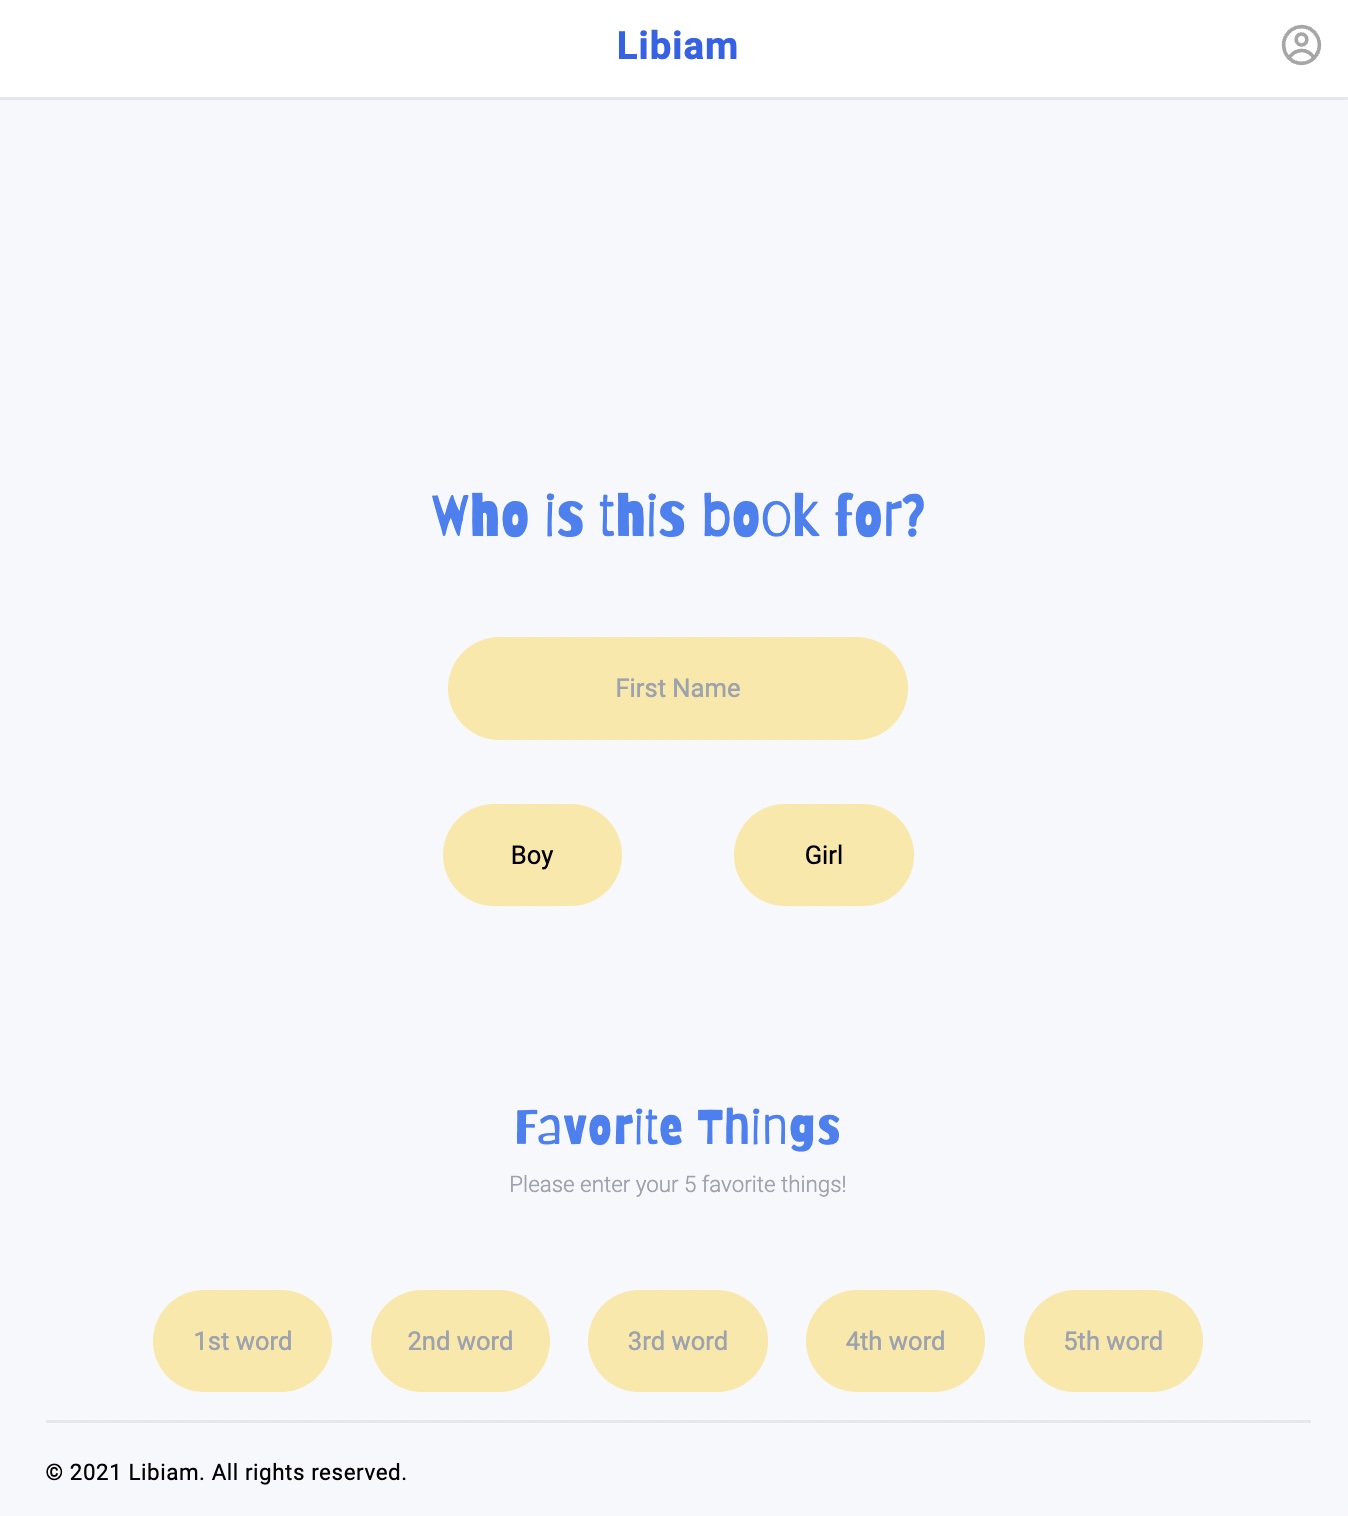 Libiam
Who is this book for?
First Name
Boy Girl
Favorite Things
Please enter your 5 favorite things!
1st word 2nd word 3rd word 4th word 5th word
© 2021 Libiam. All rights reserved.